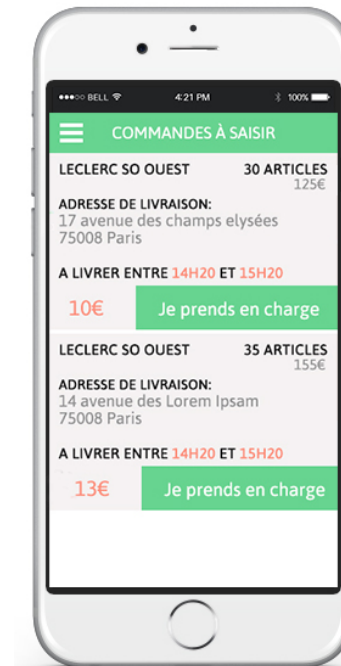 BELL 4:21 PM 100%
COMMANDES À SAISIR
LECLERC SO OUEST 30 ARTICLES
125€
ADRESSE DE LIVRAISON:
17 avenue des champs elysées
75008 Paris
A LIVRER ENTRE 14H20 ET 15H20
10€ Je prends en charge
LECLERC SO OUEST 35 ARTICLES
155€
ADRESSE DE LIVRAISON:
14 avenue des Lorem Ipsam
75008 Paris
A LIVRER ENTRE 14H20 ET 15H20
13€ Je prends en charge